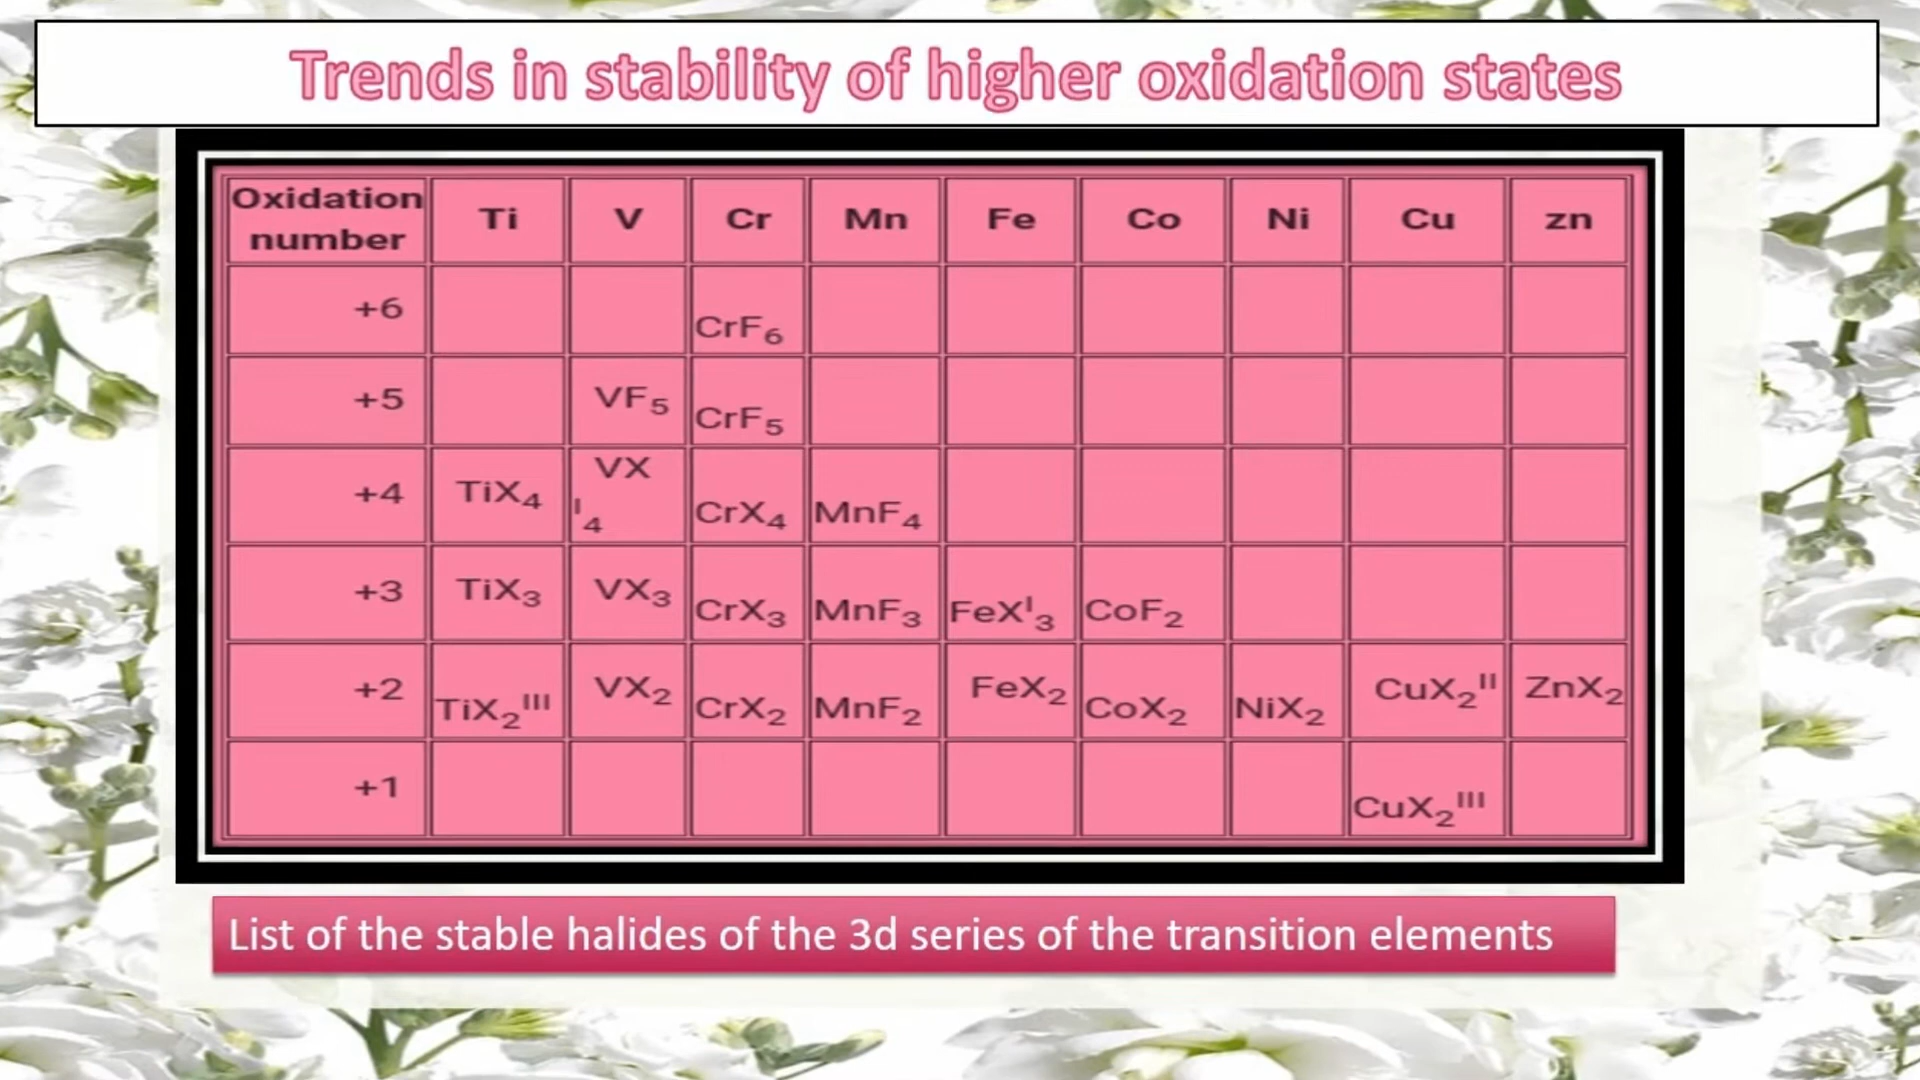 Trends in stability of higher oxidation states
Oxidation number Ti V Cr Mn Fe Co Ni Cu zn
+6 CrF₆
+5 VF₅ CrF₅
+4 TiX₄ VX ᴵ₄ CrX₄ MnF₄
+3 TiX₃ VX₃ CrX₃ MnF₃ FeXᴵ₃ CoF₂
+2 TiX₂ᴵᴵᴵ VX₂ CrX₂ MnF₂ FeX₂ CoX₂ NiX₂ CuX₂ᴵᴵ ZnX₂
+1 CuX₂ᴵᴵᴵ
List of the stable halides of the 3d series of the transition elements